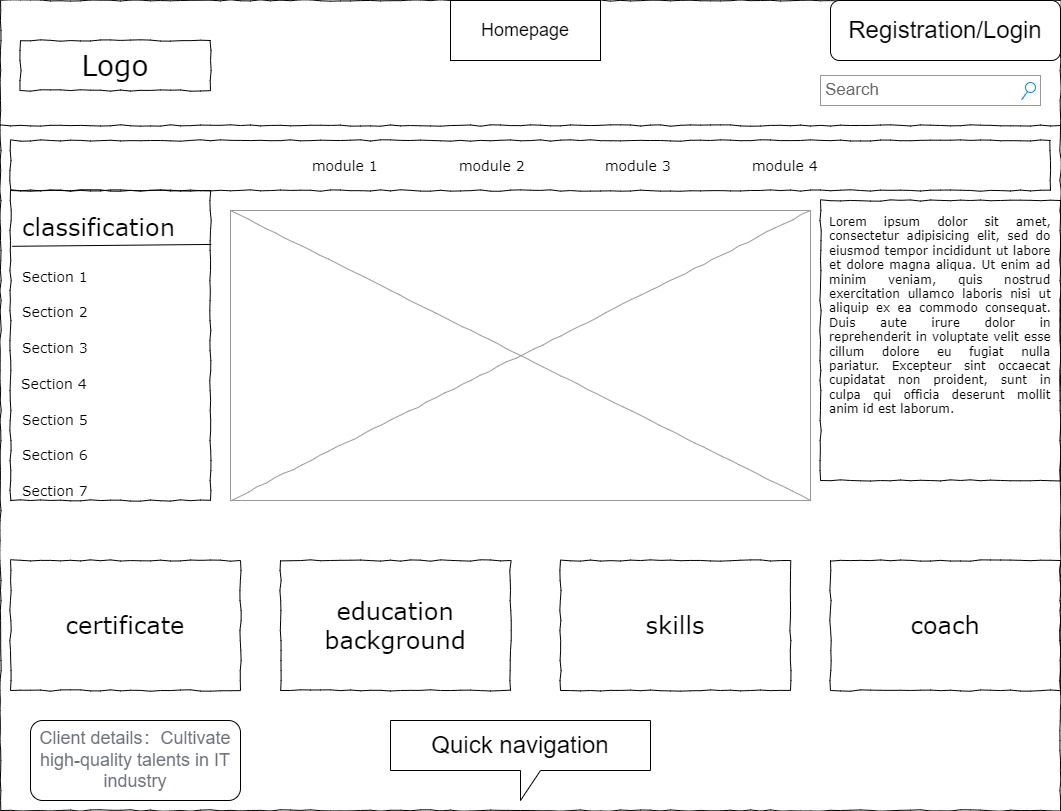 Homepage
Registration/Login
Logo
Search
module 1
module 2
module 3
module 4
classification
Section 1
Section 2
Section 3
Section 4
Section 5
Section 6
Section 7
Lorem ipsum dolor sit amet,
consectetur adipisicing elit, sed do
eiusmod tempor incididunt ut labore
et dolore magna aliqua. Ut enim ad
minim veniam, quis nostrud
exercitation ullamco laboris nisi ut
aliquip ex ea commodo consequat.
Duis aute irure dolor in
reprehenderit in voluptate velit esse
cillum dolore eu fugiat nulla
pariatur. Excepteur sint occaecat
cupidatat non proident, sunt in
culpa qui officia deserunt mollit
anim id est laborum.
certificate
education
background
skills
coach
Client details：Cultivate
high-quality talents in IT
industry
Quick navigation